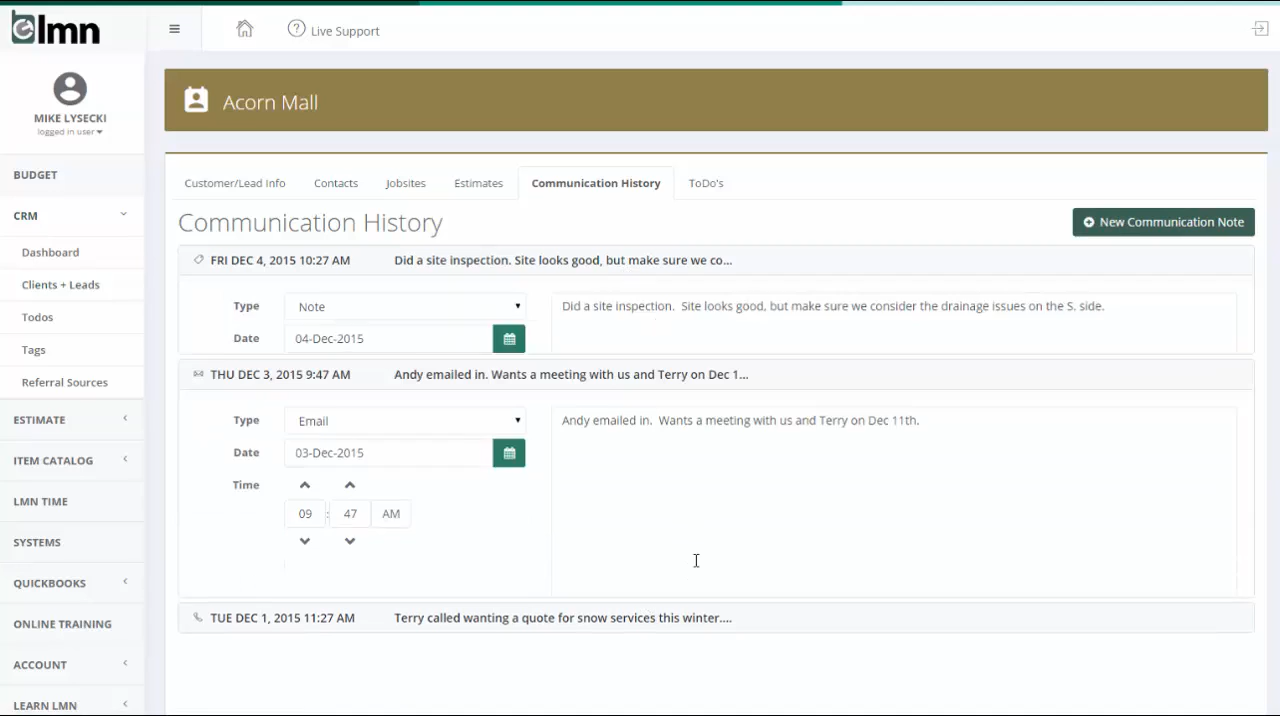 lmn
Live Support
MIKE LYSECKI
logged in user
BUDGET
CRM
Dashboard
Clients + Leads
Todos
Tags
Referral Sources
ESTIMATE
ITEM CATALOG
LMN TIME
SYSTEMS
QUICKBOOKS
ONLINE TRAINING
ACCOUNT
LEARN LMN
Acorn Mall
Customer/Lead Info Contacts Jobsites Estimates Communication History ToDo's
Communication History
New Communication Note
FRI DEC 4, 2015 10:27 AM Did a site inspection. Site looks good, but make sure we co...
Type Note Did a site inspection. Site looks good, but make sure we consider the drainage issues on the S. side.
Date 04-Dec-2015
THU DEC 3, 2015 9:47 AM Andy emailed in. Wants a meeting with us and Terry on Dec 1...
Type Email Andy emailed in. Wants a meeting with us and Terry on Dec 11th.
Date 03-Dec-2015
Time
09 : 47 AM
TUE DEC 1, 2015 11:27 AM Terry called wanting a quote for snow services this winter....